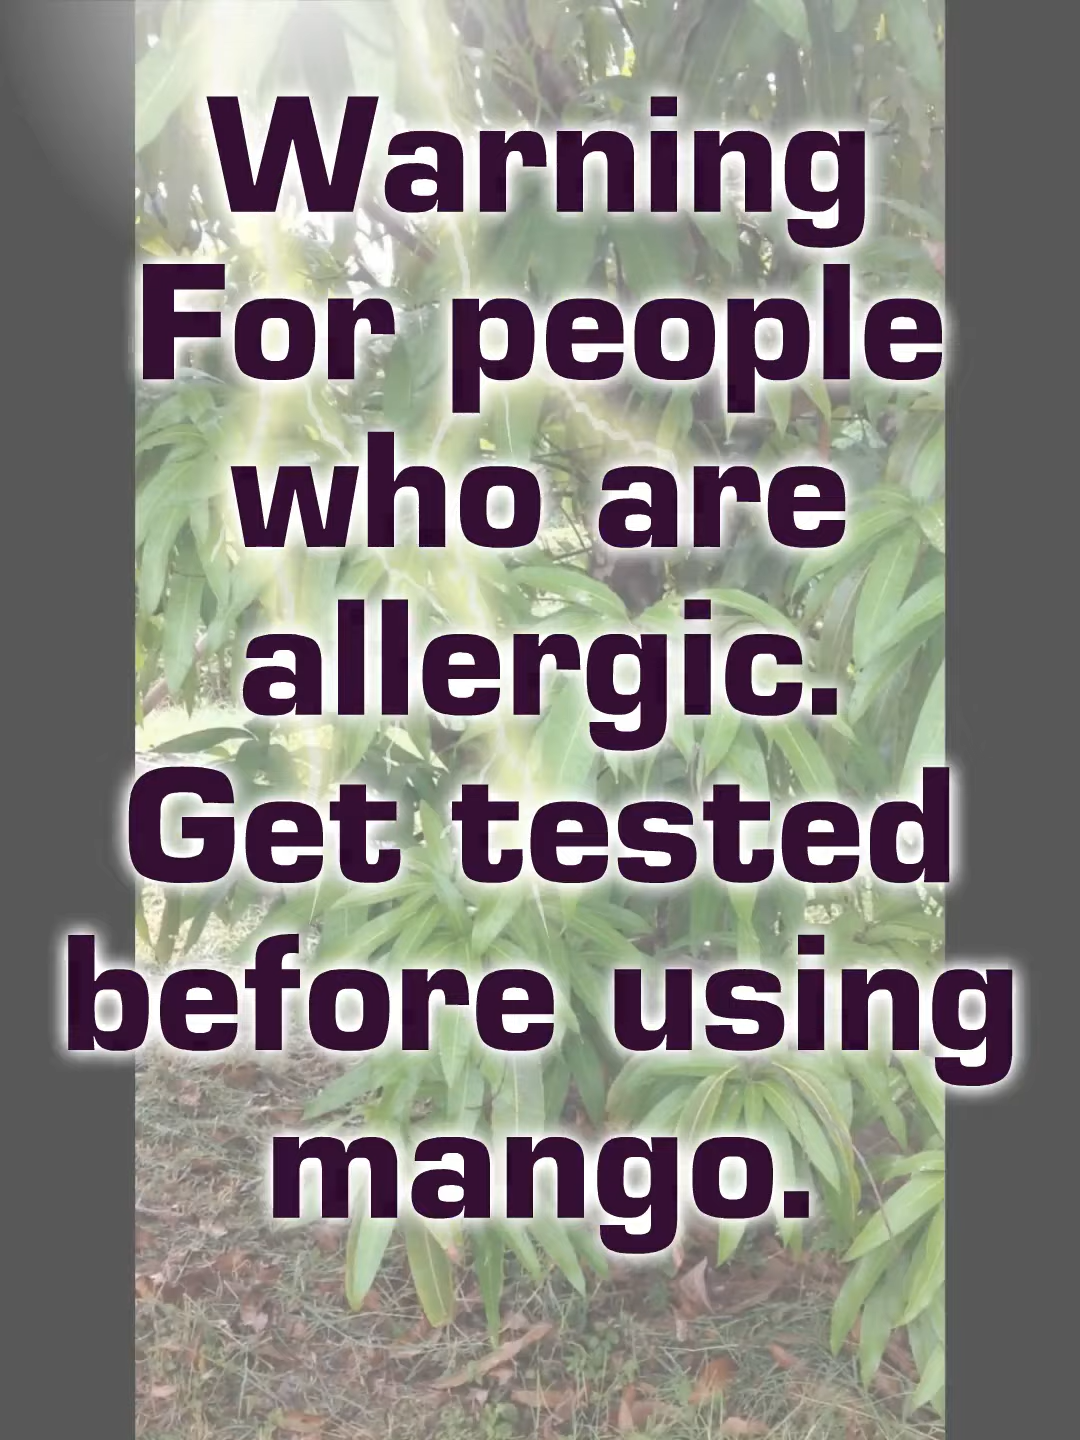 Warning
For people
who are
allergic.
Get tested
before using
mango.